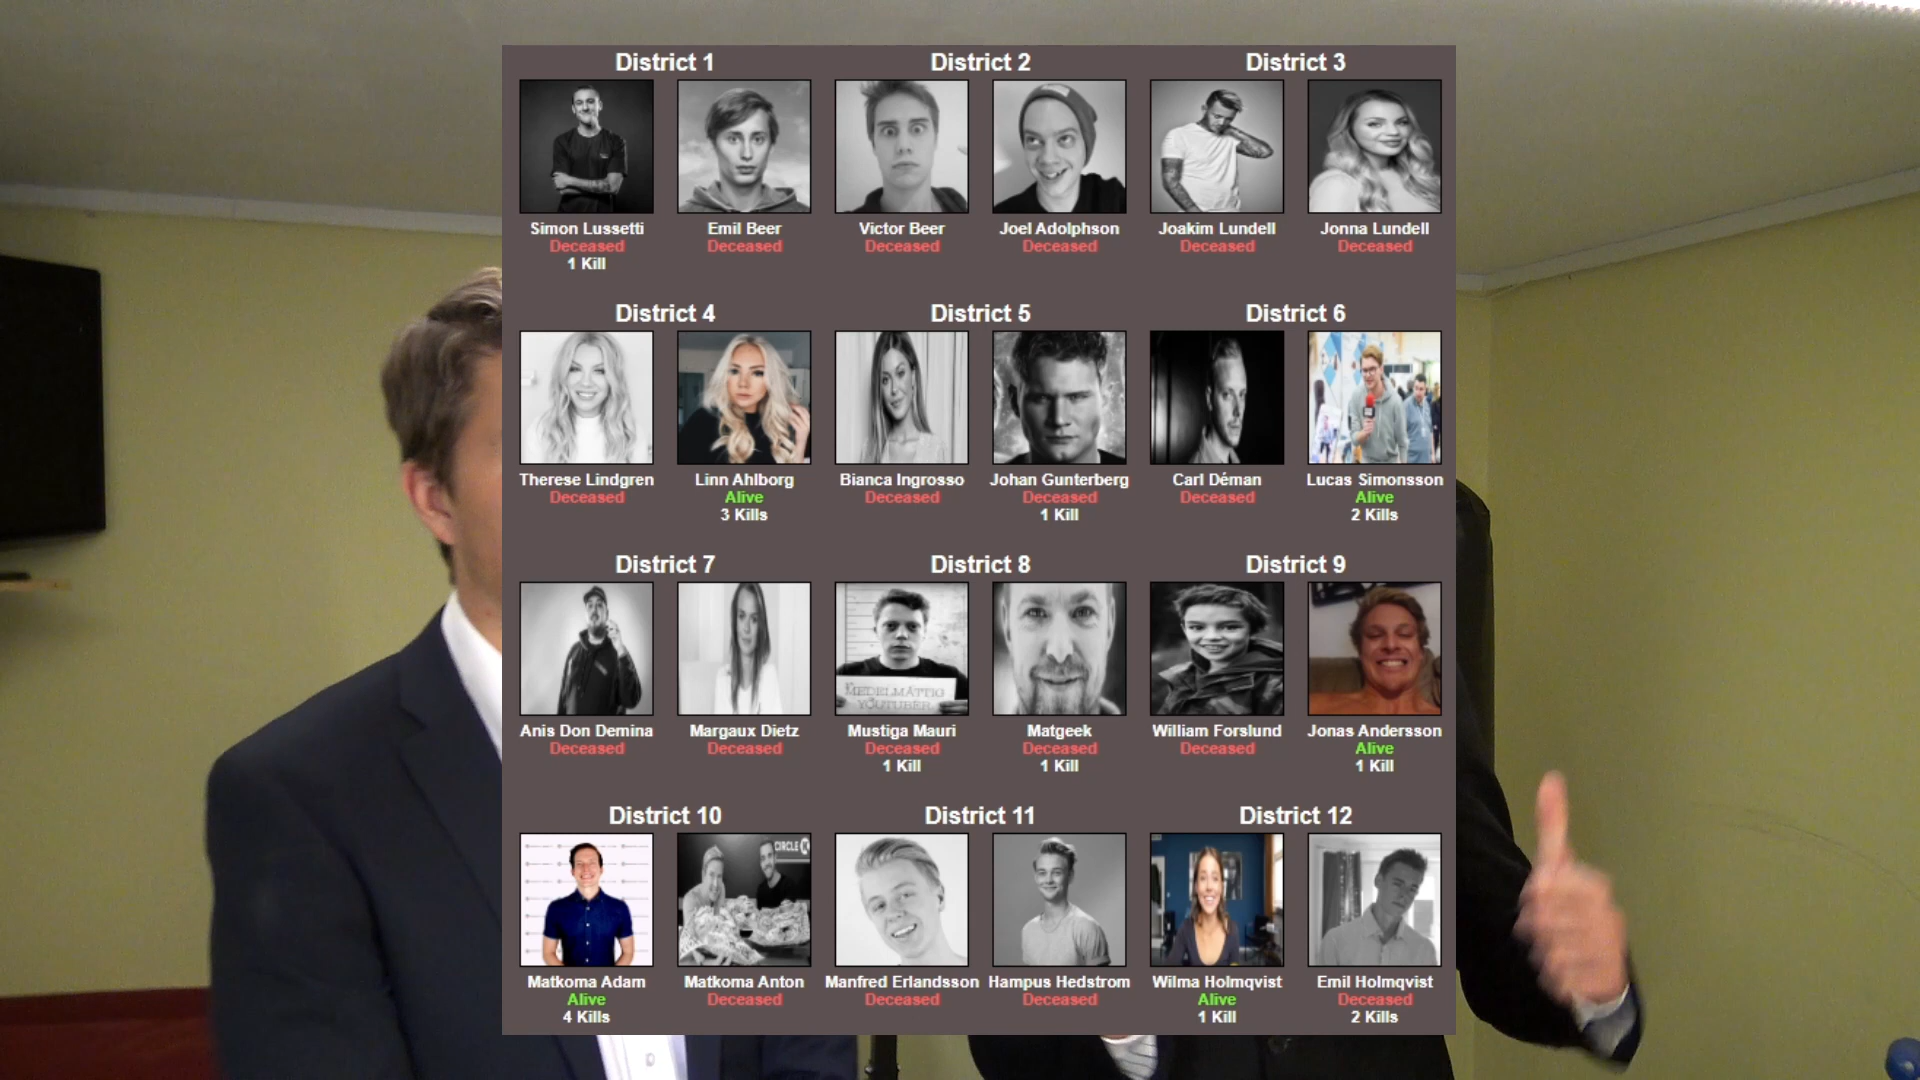 District 1 District 2 District 3
Simon Lussetti Emil Beer Victor Beer Joel Adolphson Joakim Lundell Jonna Lundell
Deceased Deceased Deceased Deceased Deceased Deceased
1 Kill
District 4 District 5 District 6
Therese Lindgren Linn Ahlborg Bianca Ingrosso Johan Gunterberg Carl Déman Lucas Simonsson
Deceased Alive Deceased Deceased Deceased Alive
3 Kills 1 Kill 2 Kills
District 7 District 8 District 9
MEDELMÅTTIG
YOUTUBER
Anis Don Demina Margaux Dietz Mustiga Mauri Matgeek William Forslund Jonas Andersson
Deceased Deceased Deceased Deceased Deceased Alive
1 Kill 1 Kill 1 Kill
District 10 District 11 District 12
CIRCLE K
Matkoma Adam Matkoma Anton Manfred Erlandsson Hampus Hedstrom Wilma Holmqvist Emil Holmqvist
Alive Deceased Deceased Deceased Alive Deceased
4 Kills 1 Kill 2 Kills